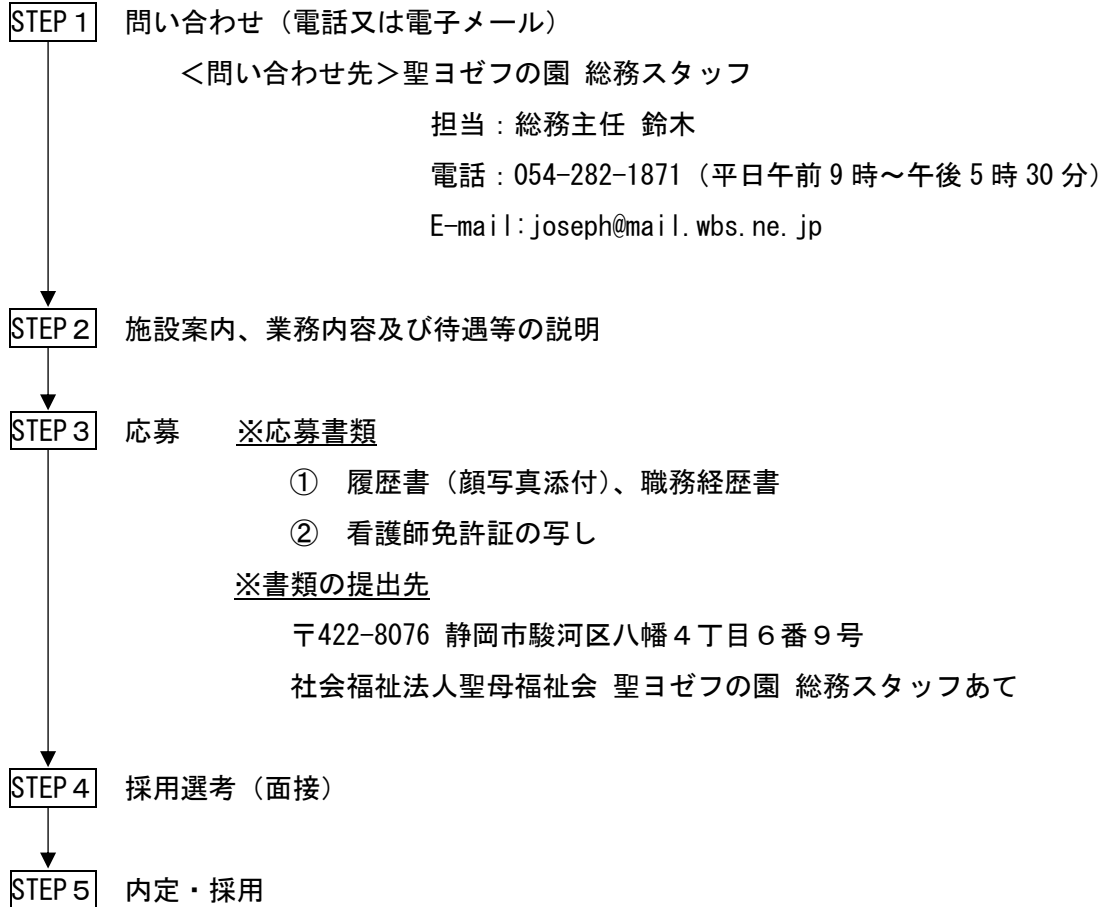 STEP１ 問い合わせ（電話又は電子メール）
＜問い合わせ先＞聖ヨゼフの園 総務スタッフ
担当：総務主任 鈴木
電話：054-282-1871（平日午前9時～午後5時30分）
E-mail:joseph@mail.wbs.ne.jp
STEP２ 施設案内、業務内容及び待遇等の説明
STEP３ 応募 ※応募書類
① 履歴書（顔写真添付）、職務経歴書
② 看護師免許証の写し
※書類の提出先
〒422-8076 静岡市駿河区八幡４丁目６番９号
社会福祉法人聖母福祉会 聖ヨゼフの園 総務スタッフあて
STEP４ 採用選考（面接）
STEP５ 内定・採用